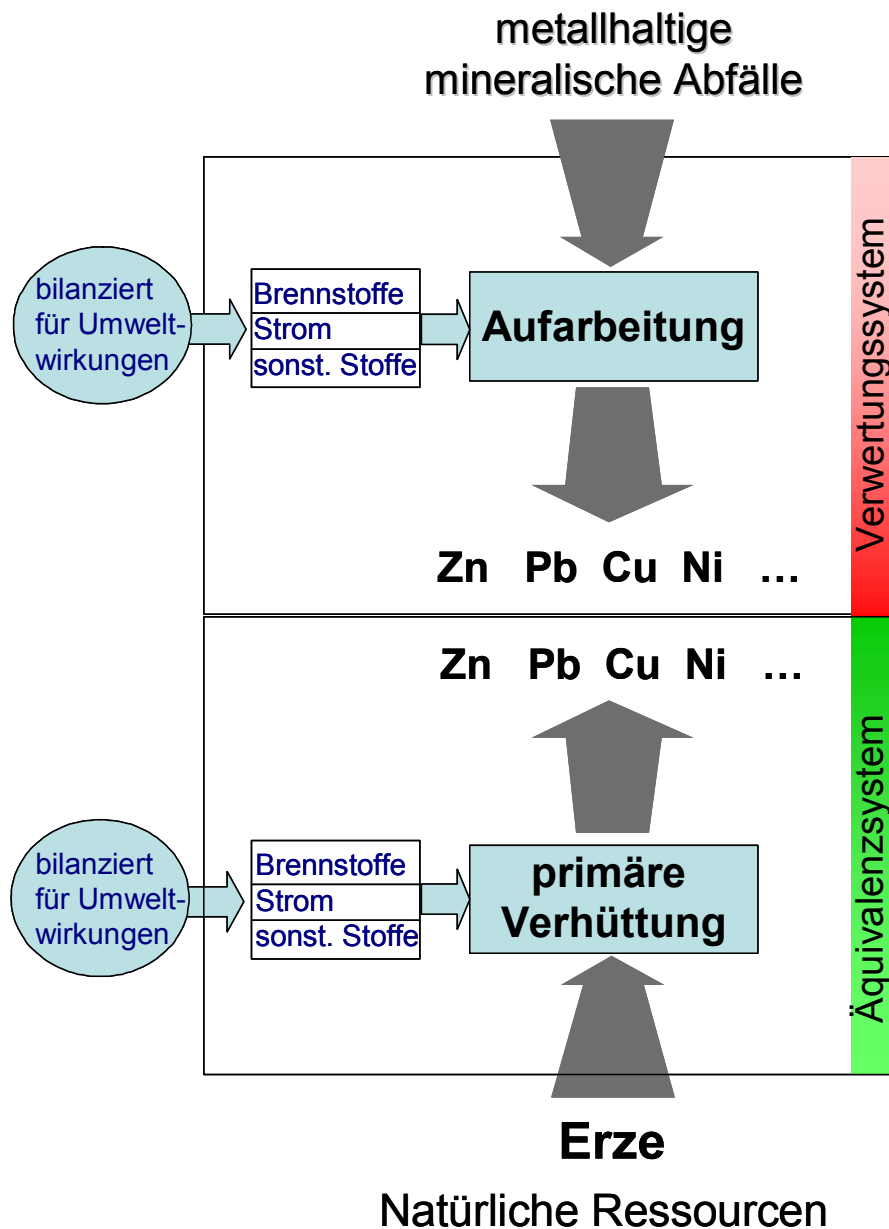 metallhaltige
mineralische Abfälle
bilanziert
für Umwelt-
wirkungen
Brennstoffe
Strom
sonst. Stoffe
Aufarbeitung
Zn Pb Cu Ni …
Verwertungssystem
Zn Pb Cu Ni …
bilanziert
für Umwelt-
wirkungen
Brennstoffe
Strom
sonst. Stoffe
primäre
Verhüttung
Äquivalenzsystem
Erze
Natürliche Ressourcen